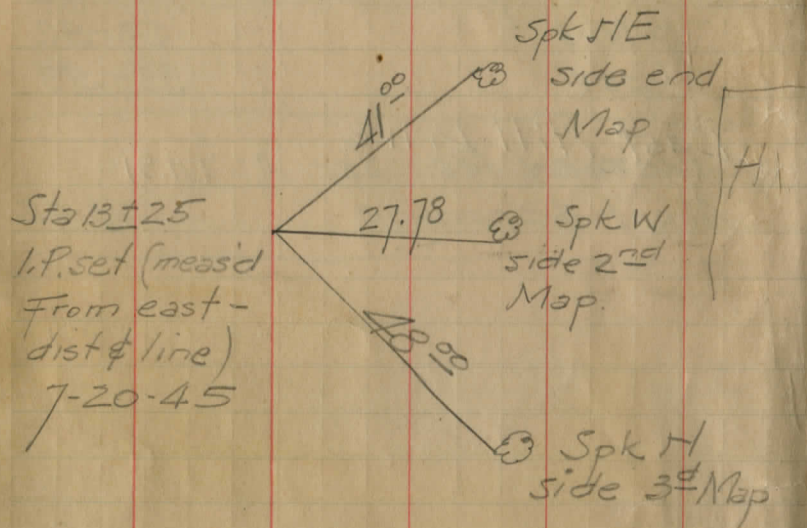 Spk NE
side end
Map
41 00
H
Sta 13+25
I.P. set (meas'd
From east -
dist & line)
7-20-45
27.78
Spk W
side 2nd
Map.
48 00
Spk N
side 3d Map